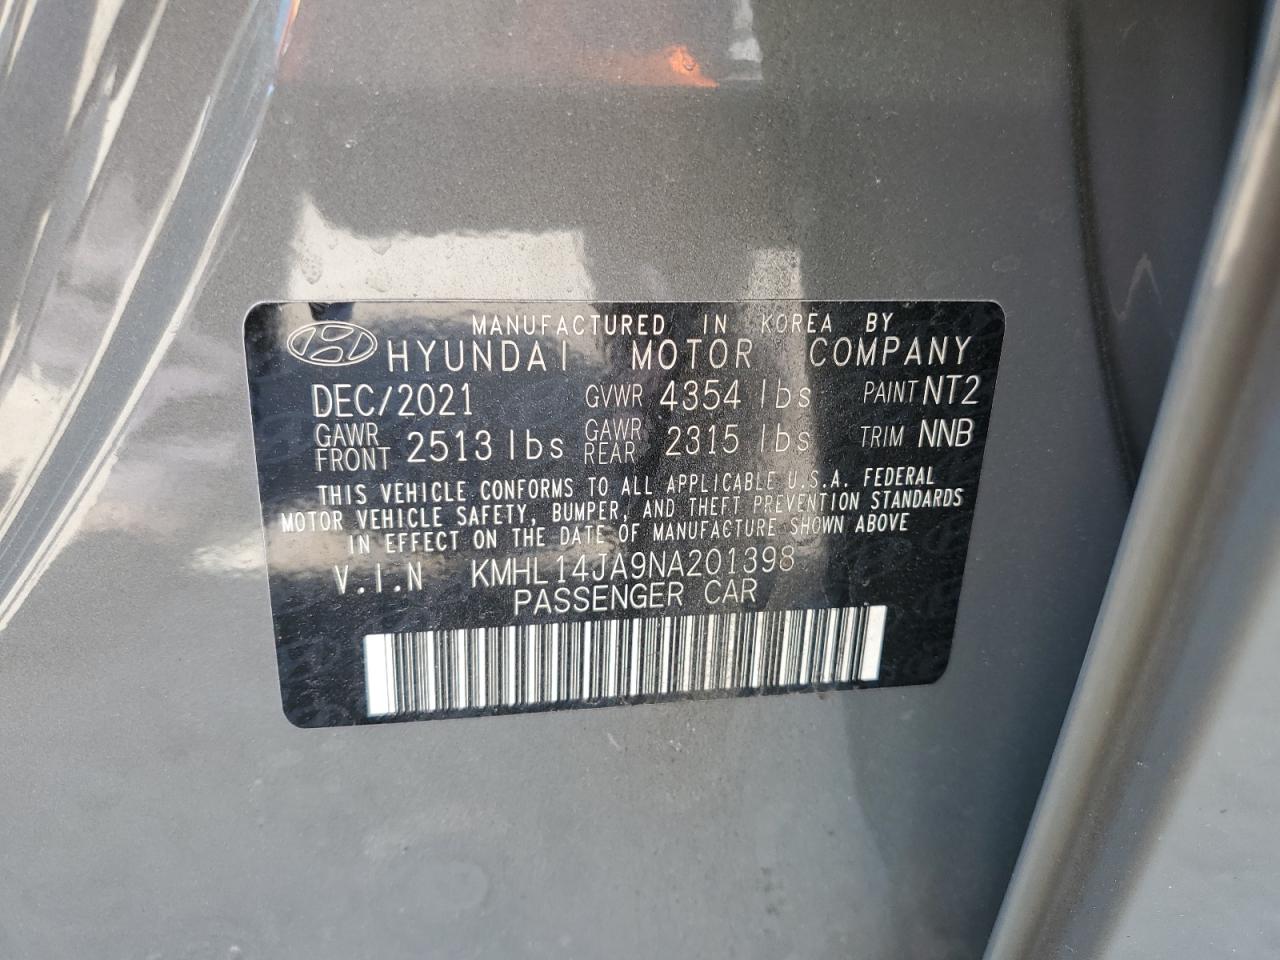 MANUFACTURED IN KOREA BY
HYUNDAI MOTOR COMPANY
DEC/2021 GVWR 4354 lbs PAINT NT2
GAWR FRONT 2513 lbs GAWR REAR 2315 lbs TRIM NNB
THIS VEHICLE CONFORMS TO ALL APPLICABLE U.S.A. FEDERAL
MOTOR VEHICLE SAFETY, BUMPER, AND THEFT PREVENTION STANDARDS
IN EFFECT ON THE DATE OF MANUFACTURE SHOWN ABOVE
V.I.N KMHL14JA9NA201398
PASSENGER CAR